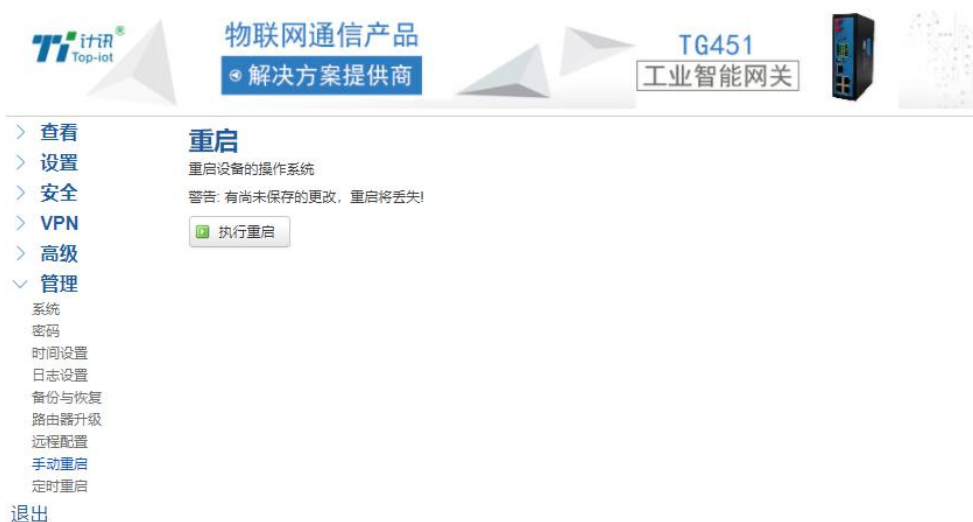 计讯®
Top-iot
物联网通信产品
解决方案提供商
TG451
工业智能网关
查看
设置
安全
VPN
高级
管理
系统
密码
时间设置
日志设置
备份与恢复
路由器升级
远程配置
手动重启
定时重启
退出
重启
重启设备的操作系统
警告: 有尚未保存的更改，重启将丢失!
执行重启